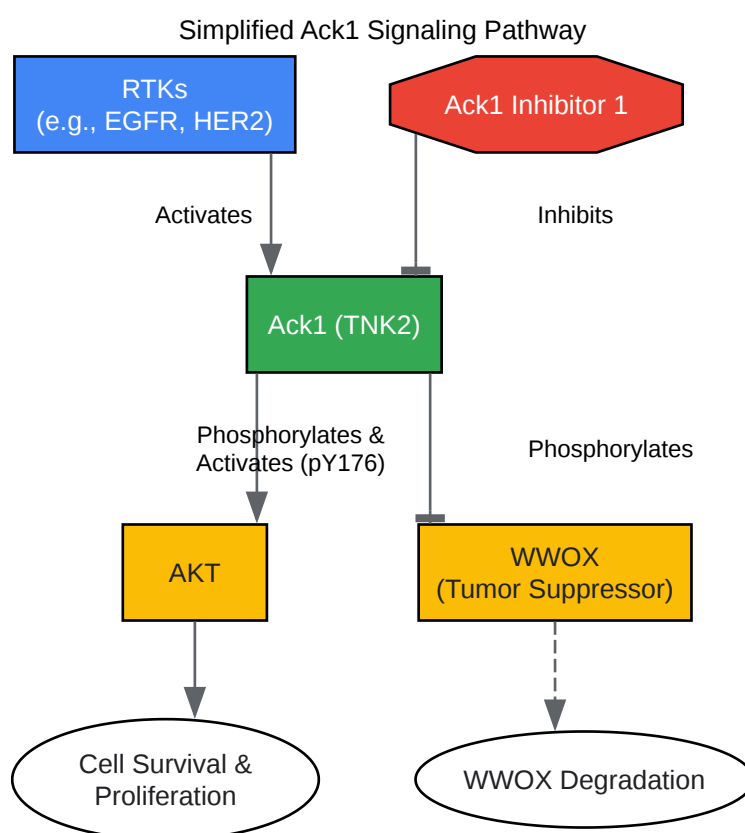 Simplified Ack1 Signaling Pathway
RTKs
(e.g., EGFR, HER2)
Ack1 Inhibitor 1
Activates
Inhibits
Ack1 (TNK2)
Phosphorylates &
Activates (pY176)
Phosphorylates
AKT
WWOX
(Tumor Suppressor)
Cell Survival &
Proliferation
WWOX Degradation